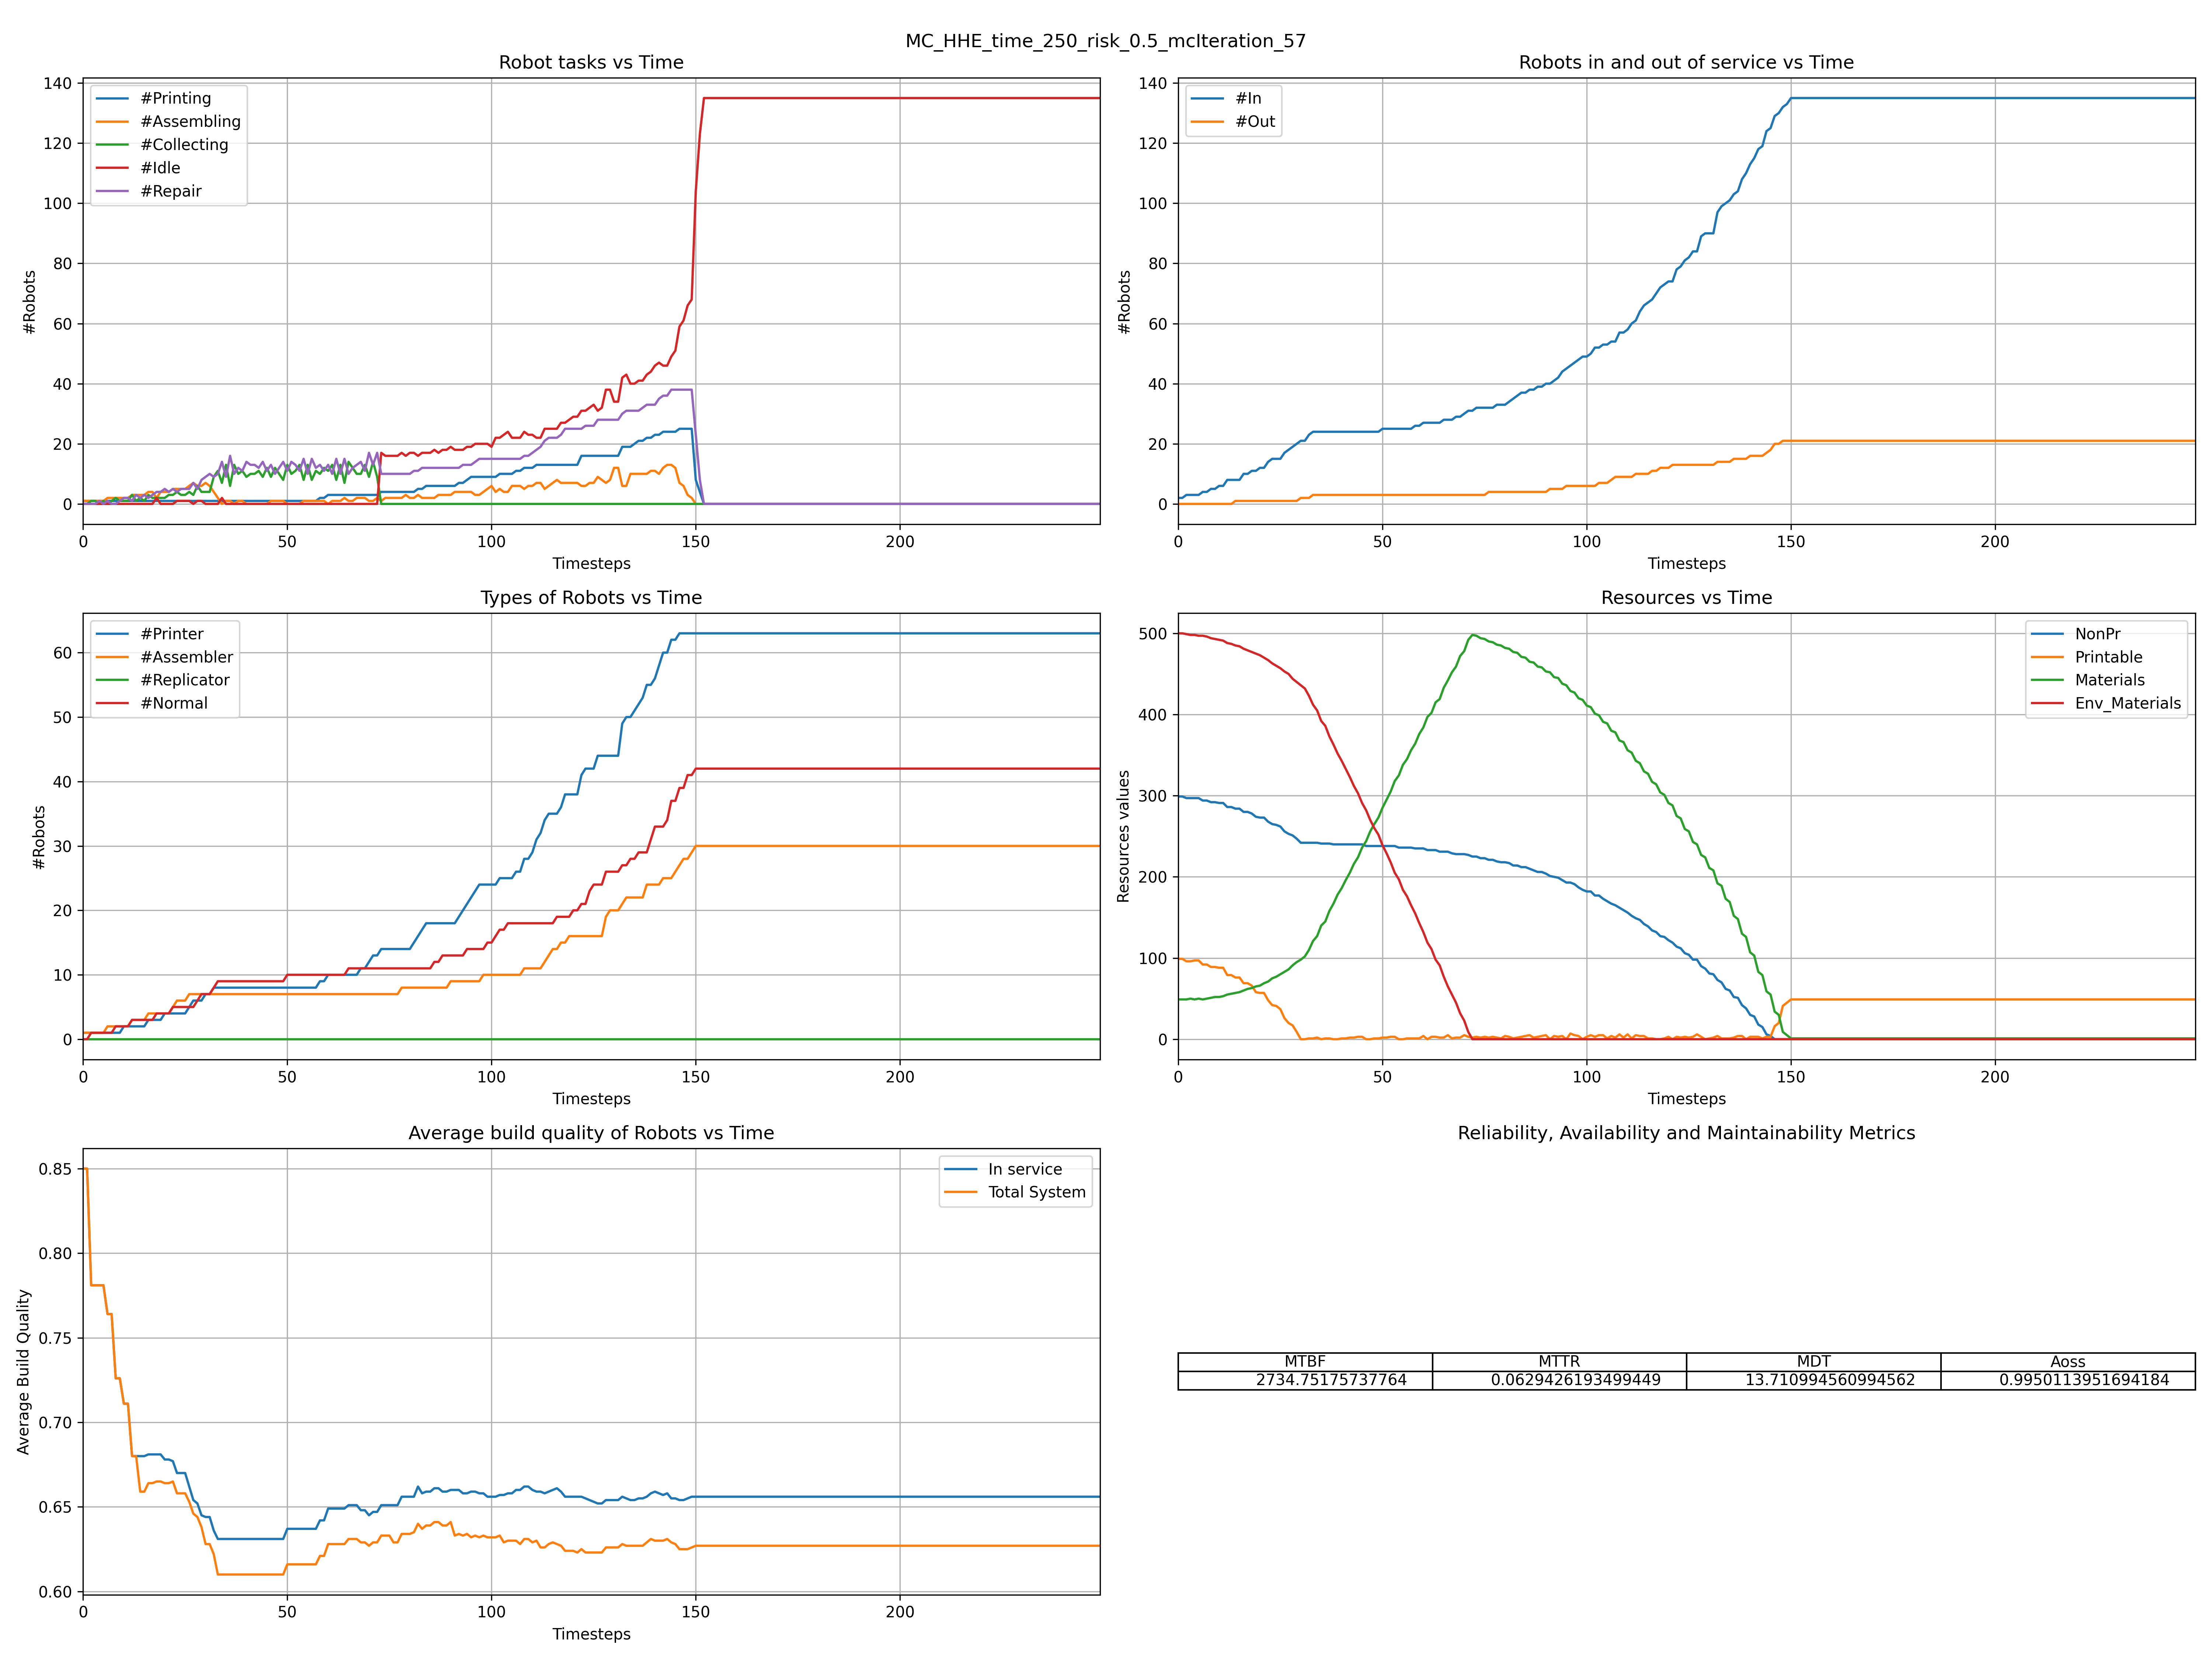 MC_HHE_time_250_risk_0.5_mcIteration_57
Robot tasks vs Time
#Printing
#Assembling
#Collecting
#Idle
#Repair
140
120
100
80
60
40
20
0
#Robots
0 50 100 150 200
Timesteps
Robots in and out of service vs Time
#In
#Out
140
120
100
80
60
40
20
0
#Robots
0 50 100 150 200
Timesteps
Types of Robots vs Time
#Printer
#Assembler
#Replicator
#Normal
60
50
40
30
20
10
0
#Robots
0 50 100 150 200
Timesteps
Resources vs Time
NonPr
Printable
Materials
Env_Materials
500
400
300
200
100
0
Resources values
0 50 100 150 200
Timesteps
Average build quality of Robots vs Time
In service
Total System
0.85
0.80
0.75
0.70
0.65
0.60
Average Build Quality
0 50 100 150 200
Timesteps
Reliability, Availability and Maintainability Metrics
MTBF MTTR MDT Aoss
2734.75175737764 0.0629426193499449 13.710994560994562 0.9950113951694184